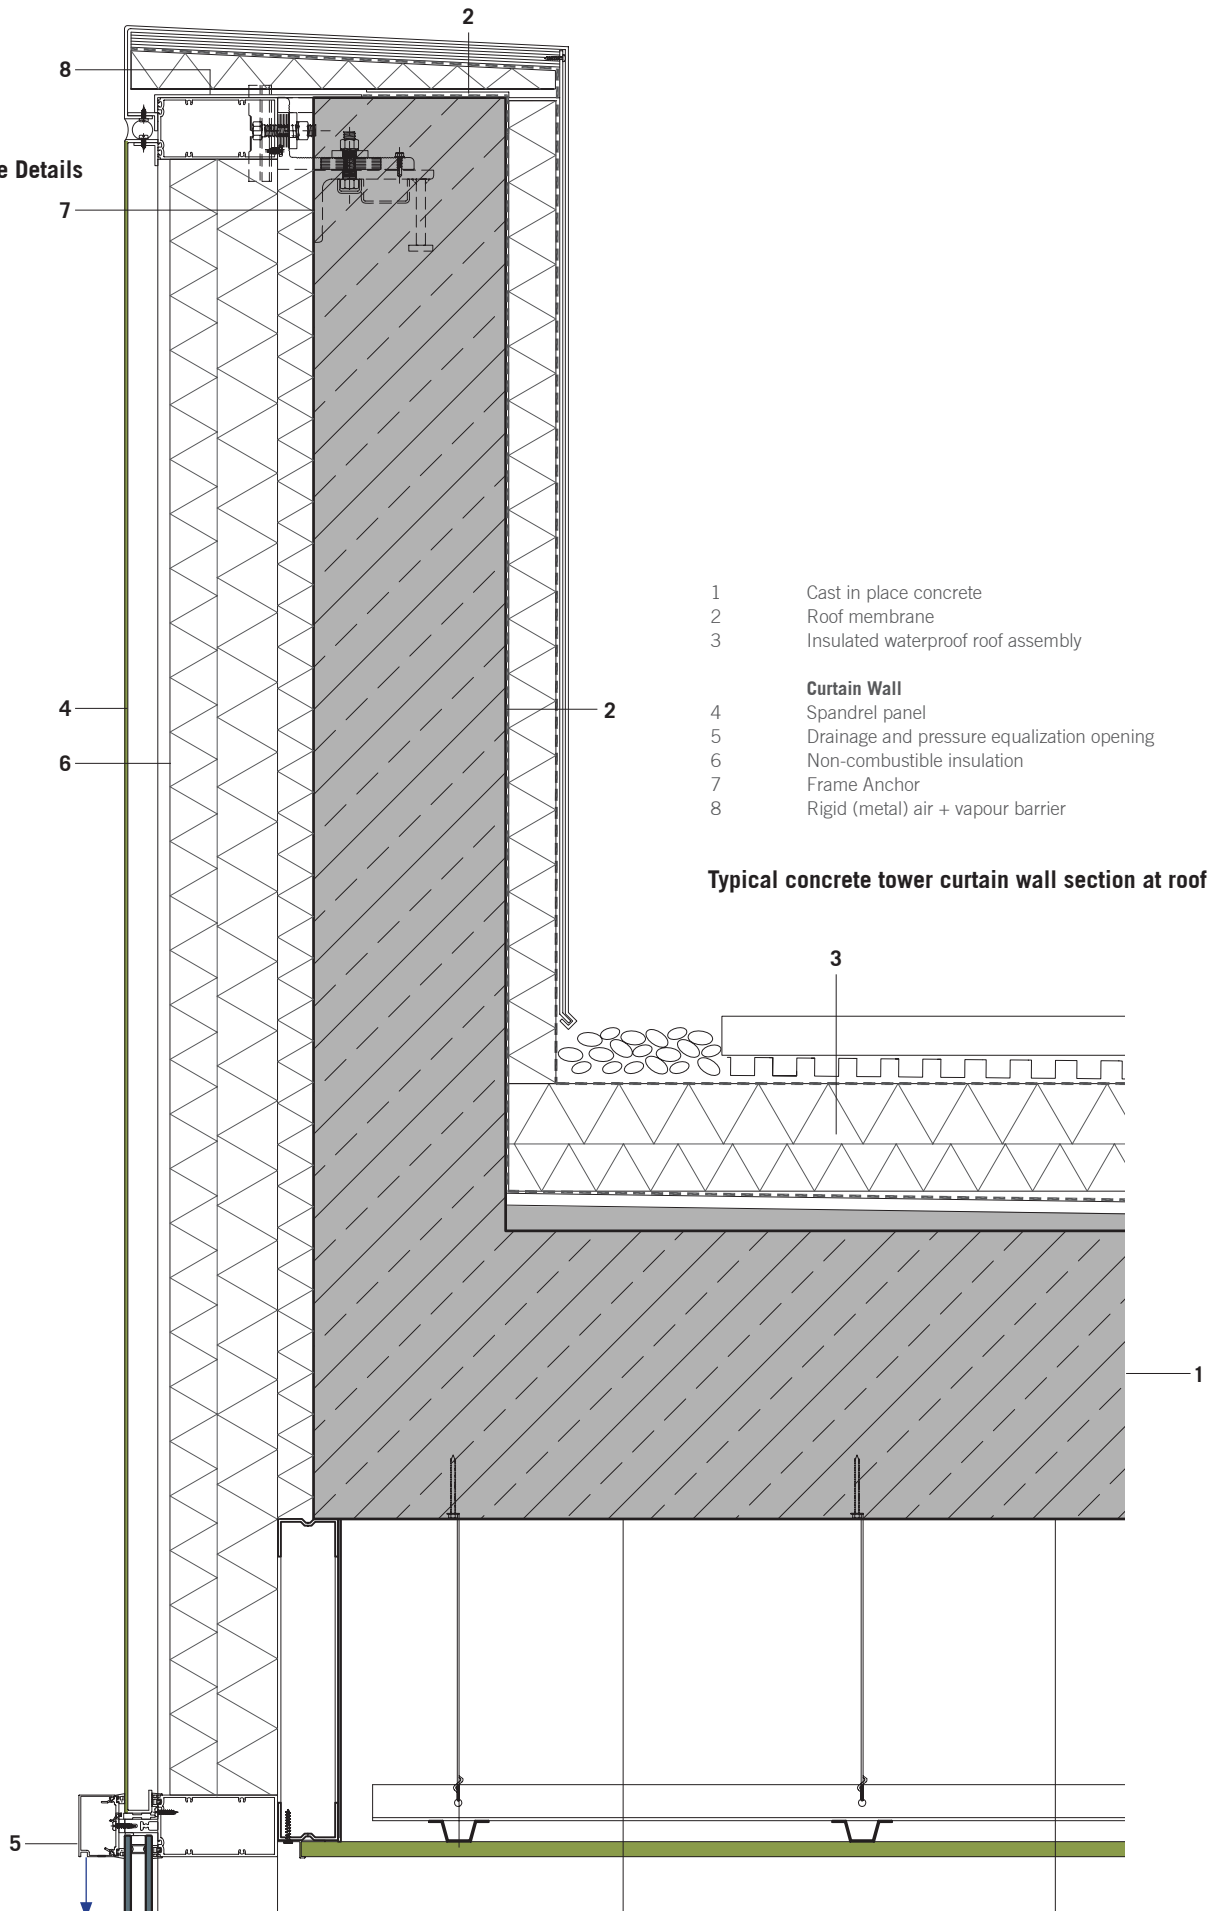 2
8
e Details
7
1 Cast in place concrete
2 Roof membrane
3 Insulated waterproof roof assembly
Curtain Wall
4 Spandrel panel
5 Drainage and pressure equalization opening
6 Non-combustible insulation
7 Frame Anchor
8 Rigid (metal) air + vapour barrier
4
2
6
Typical concrete tower curtain wall section at roof
3
1
5